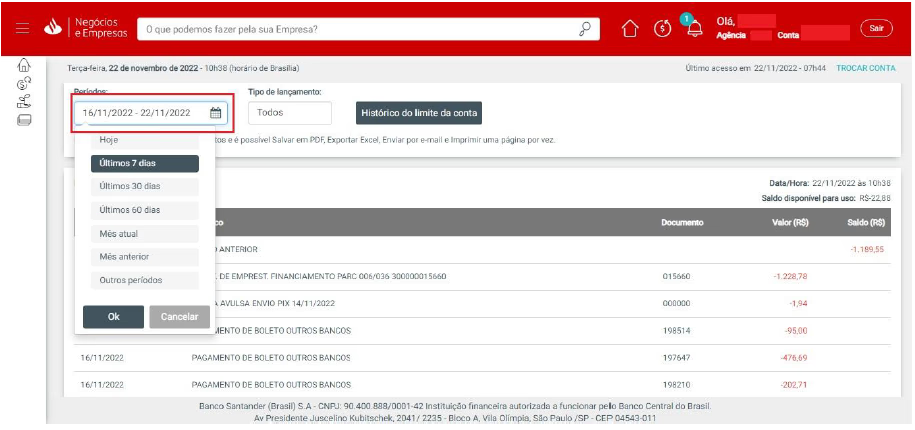 Negócios
e Empresas
O que podemos fazer pela sua Empresa?
1
Olá,
Agência Conta
Sair
Terça-feira, 22 de novembro de 2022 - 10h38 (horário de Brasília)
Último acesso em 22/11/2022 - 07h44 TROCAR CONTA
Períodos: Tipo de lançamento:
16/11/2022 - 22/11/2022 Todos Histórico do limite da conta
tos e é possível Salvar em PDF, Exportar Excel, Enviar por e-mail e Imprimir uma página por vez.
Hoje
Últimos 7 dias
Últimos 30 dias
Últimos 60 dias
Mês atual
Mês anterior
Outros períodos
Ok Cancelar
Data/Hora: 22/11/2022 às 10h38
Saldo disponível para uso: R$-22,88
co Documento Valor (R$) Saldo (R$)
O ANTERIOR -1.189,55
. DE EMPREST. FINANCIAMENTO PARC 006/036 300000015660 015660 -1.228,78
A AVULSA ENVIO PIX 14/11/2022 000000 -1,94
MENTO DE BOLETO OUTROS BANCOS 198514 -95,00
16/11/2022 PAGAMENTO DE BOLETO OUTROS BANCOS 197647 -476,69
16/11/2022 PAGAMENTO DE BOLETO OUTROS BANCOS 198210 -202,71
Banco Santander (Brasil) S.A - CNPJ: 90.400.888/0001-42 Instituição financeira autorizada a funcionar pelo Banco Central do Brasil.
Av Presidente Juscelino Kubitschek, 2041/ 2235 - Bloco A, Vila Olímpia, São Paulo /SP - CEP 04543-011